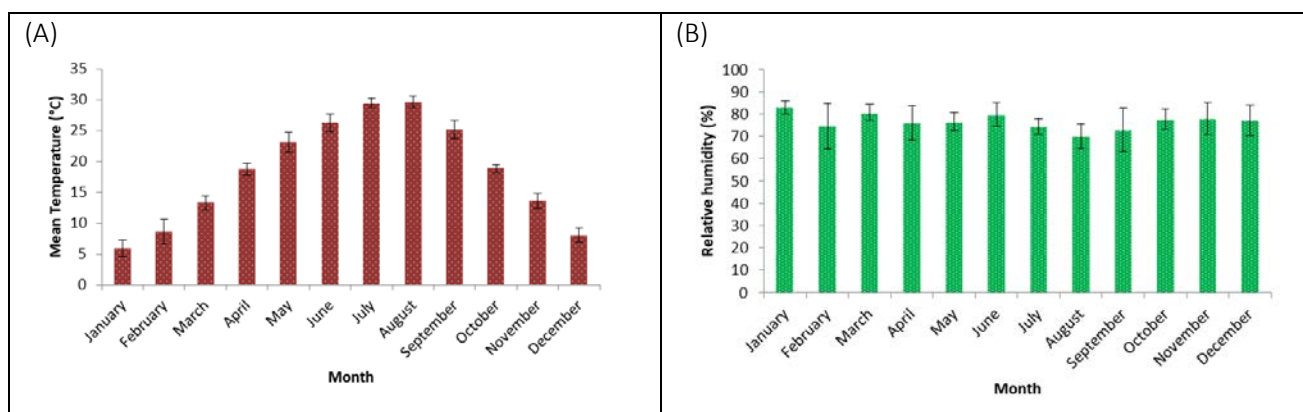 (A)
Mean Temperature (°C)
35
30
25
20
15
10
5
0
January
February
March
April
May
June
July
August
September
October
November
December
Month
(B)
Relative humidity (%)
100
90
80
70
60
50
40
30
20
10
0
January
February
March
April
May
June
July
August
September
October
November
December
Month